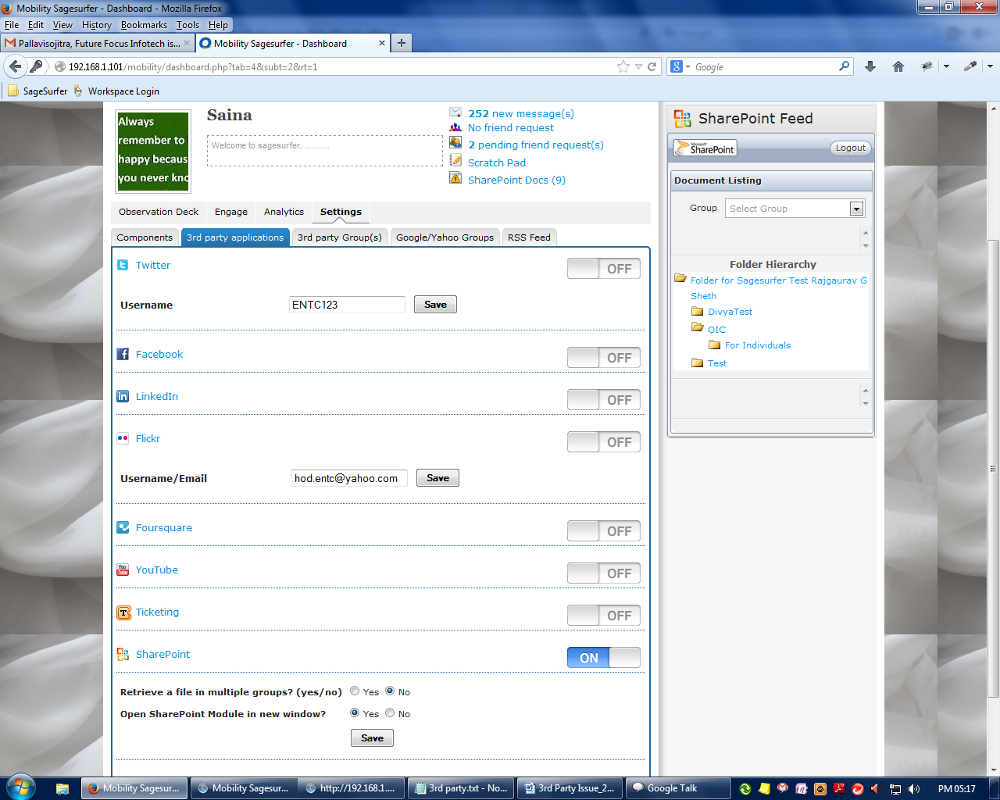 Mobility Sagesurfer - Dashboard - Mozilla Firefox
File Edit View History Bookmarks Tools Help
Pallavisojitra, Future Focus Infotech is...
Mobility Sagesurfer - Dashboard
192.168.1.101/mobility/dashboard.php?tab=4&subt=2&rt=1
Google
SageSurfer
Workspace Login
Always
remember to
happy becaus
you never kno
Saina
Welcome to sagesurfer.............
252 new message(s)
No friend request
2 pending friend request(s)
Scratch Pad
SharePoint Docs (9)
Observation Deck
Engage
Analytics
Settings
Components
3rd party applications
3rd party Group(s)
Google/Yahoo Groups
RSS Feed
Twitter
OFF
Username
ENTC123
Save
Facebook
OFF
LinkedIn
OFF
Flickr
OFF
Username/Email
hod.entc@yahoo.com
Save
Foursquare
OFF
YouTube
OFF
Ticketing
OFF
SharePoint
ON
Retrieve a file in multiple groups? (yes/no)
Yes
No
Open SharePoint Module in new window?
Yes
No
Save
SharePoint Feed
SharePoint
Logout
Document Listing
Group
Select Group
Folder Hierarchy
Folder for Sagesurfer Test Rajgaurav G
Sheth
DivyaTest
OIC
For Individuals
Test
Mobility Sagesur...
Mobility Sagesur...
http://192.168.1....
3rd party.txt - No...
3rd Party Issue_2...
Google Talk
PM 05:17